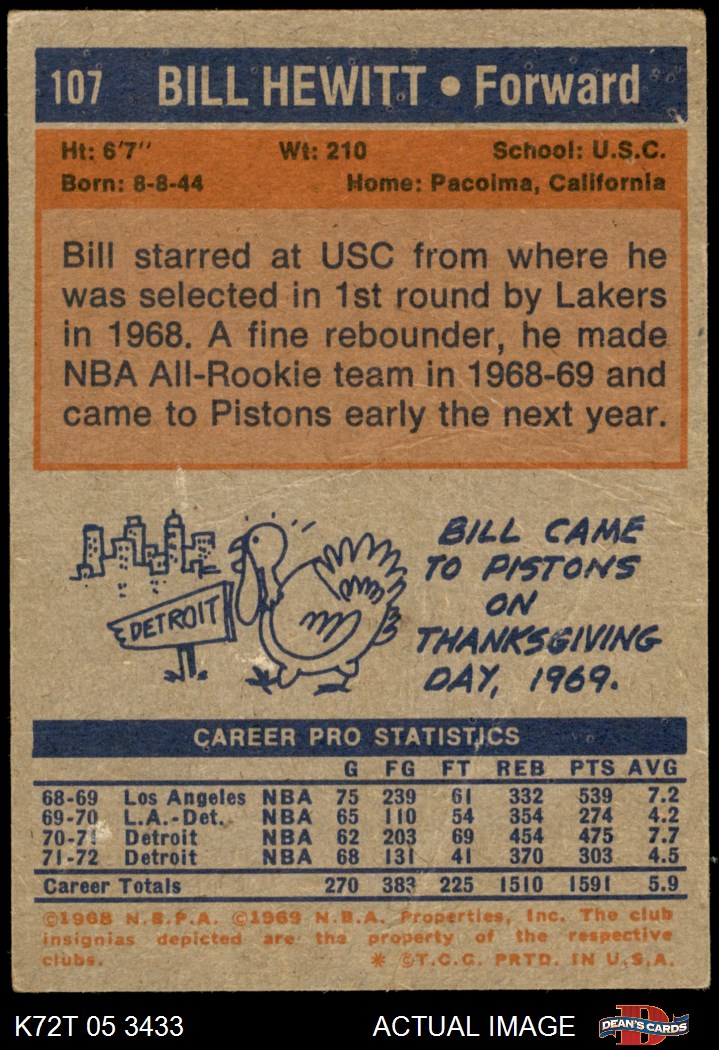 107 BILL HEWITT • Forward
Ht: 6'7" Wt: 210 School: U.S.C.
Born: 8-8-44 Home: Pacoima, California
Bill starred at USC from where he
was selected in 1st round by Lakers
in 1968. A fine rebounder, he made
NBA All-Rookie team in 1968-69 and
came to Pistons early the next year.
DETROIT
BILL CAME
TO PISTONS
ON
THANKSGIVING
DAY, 1969.
CAREER PRO STATISTICS
G FG FT REB PTS AVG
68-69 Los Angeles NBA 75 239 61 332 539 7.2
69-70 L.A.-Det. NBA 65 110 54 354 274 4.2
70-71 Detroit NBA 62 203 69 454 475 7.7
71-72 Detroit NBA 68 131 41 370 303 4.5
Career Totals 270 383 225 1510 1591 5.9
©1968 N.B.P.A. ©1969 N.B.A. Properties, Inc. The club
insignias depicted are the property of the respective
clubs. * ©T.C.G. PRTD. IN U.S.A.
K72T 05 3433 ACTUAL IMAGE D DEAN'S CARDS